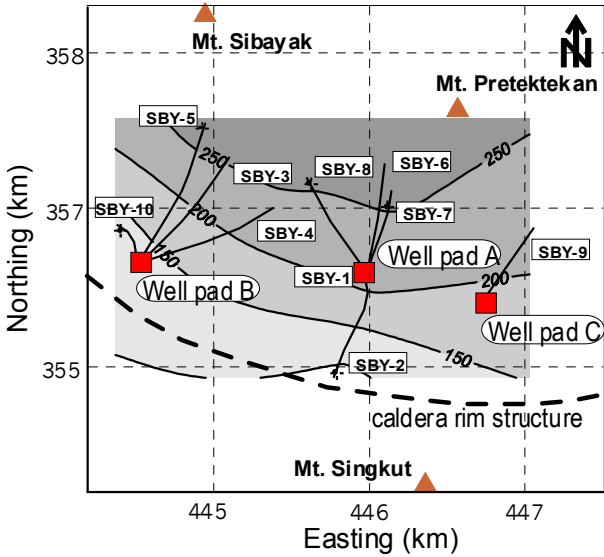 Mt. Sibayak
N
358
Mt. Pretektekan
SBY-5
SBY-8
SBY-6
250
250
SBY-3
357
SBY-10
200
SBY-7
SBY-4
150
Well pad A
SBY-9
SBY-1
200
Well pad B
Well pad C
150
355
SBY-2
caldera rim structure
Mt. Singkut
445
446
447
Easting (km)
Northing (km)